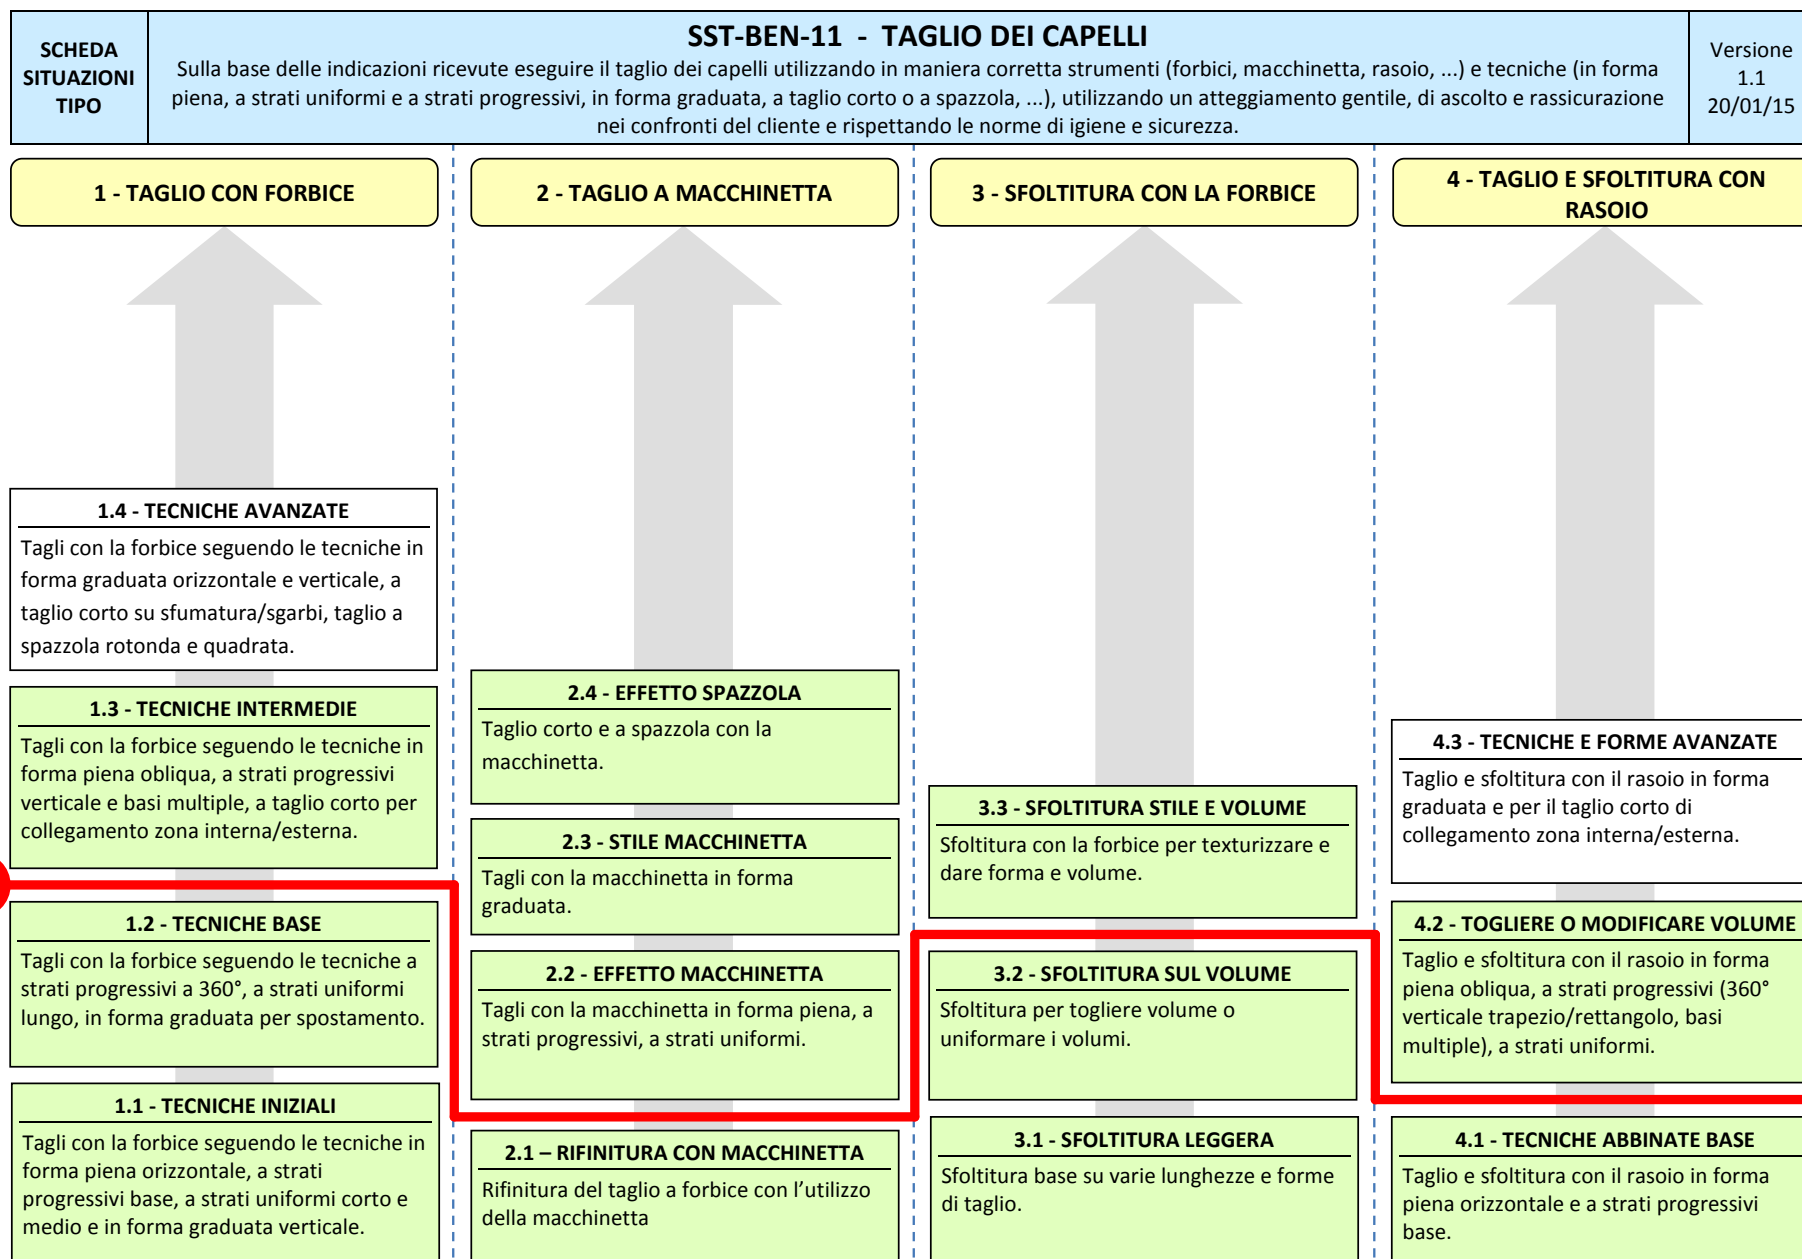 SCHEDA
SITUAZIONI
TIPO
SST-BEN-11 - TAGLIO DEI CAPELLI
Sulla base delle indicazioni ricevute eseguire il taglio dei capelli utilizzando in maniera corretta strumenti (forbici, macchinetta, rasoio, ...) e tecniche (in forma
piena, a strati uniformi e a strati progressivi, in forma graduata, a taglio corto o a spazzola, ...), utilizzando un atteggiamento gentile, di ascolto e rassicurazione
nei confronti del cliente e rispettando le norme di igiene e sicurezza.
Versione
1.1
20/01/15
1 - TAGLIO CON FORBICE
1.4 - TECNICHE AVANZATE
Tagli con la forbice seguendo le tecniche in
forma graduata orizzontale e verticale, a
taglio corto su sfumatura/sgarbi, taglio a
spazzola rotonda e quadrata.
1.3 - TECNICHE INTERMEDIE
Tagli con la forbice seguendo le tecniche in
forma piena obliqua, a strati progressivi
verticale e basi multiple, a taglio corto per
collegamento zona interna/esterna.
1.2 - TECNICHE BASE
Tagli con la forbice seguendo le tecniche a
strati progressivi a 360°, a strati uniformi
lungo, in forma graduata per spostamento.
1.1 - TECNICHE INIZIALI
Tagli con la forbice seguendo le tecniche in
forma piena orizzontale, a strati
progressivi base, a strati uniformi corto e
medio e in forma graduata verticale.
2 - TAGLIO A MACCHINETTA
2.4 - EFFETTO SPAZZOLA
Taglio corto e a spazzola con la
macchinetta.
2.3 - STILE MACCHINETTA
Tagli con la macchinetta in forma
graduata.
2.2 - EFFETTO MACCHINETTA
Tagli con la macchinetta in forma piena, a
strati progressivi, a strati uniformi.
2.1 – RIFINITURA CON MACCHINETTA
Rifinitura del taglio a forbice con l’utilizzo
della macchinetta
3 - SFOLTITURA CON LA FORBICE
3.3 - SFOLTITURA STILE E VOLUME
Sfoltitura con la forbice per texturizzare e
dare forma e volume.
3.2 - SFOLTITURA SUL VOLUME
Sfoltitura per togliere volume o
uniformare i volumi.
3.1 - SFOLTITURA LEGGERA
Sfoltitura base su varie lunghezze e forme
di taglio.
4 - TAGLIO E SFOLTITURA CON
RASOIO
4.3 - TECNICHE E FORME AVANZATE
Taglio e sfoltitura con il rasoio in forma
graduata e per il taglio corto di
collegamento zona interna/esterna.
4.2 - TOGLIERE O MODIFICARE VOLUME
Taglio e sfoltitura con il rasoio in forma
piena obliqua, a strati progressivi (360°
verticale trapezio/rettangolo, basi
multiple), a strati uniformi.
4.1 - TECNICHE ABBINATE BASE
Taglio e sfoltitura con il rasoio in forma
piena orizzontale e a strati progressivi
base.